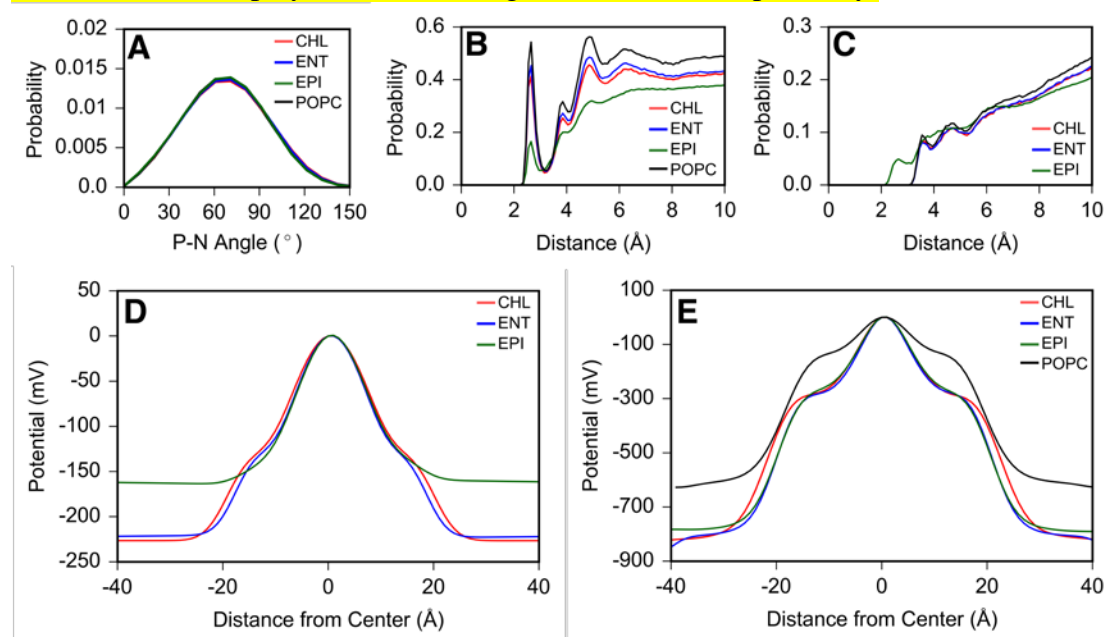 A
0.02
0.015
0.01
0.005
0.0
Probability
0 30 60 90 120 150
P-N Angle (°)
CHL
ENT
EPI
POPC
B
0.6
0.4
0.2
0.0
Probability
0 2 4 6 8 10
Distance (Å)
CHL
ENT
EPI
POPC
C
0.3
0.2
0.1
0.0
Probability
0 2 4 6 8 10
Distance (Å)
CHL
ENT
EPI
D
50
0
-50
-100
-150
-200
-250
Potential (mV)
-40 -20 0 20 40
Distance from Center (Å)
CHL
ENT
EPI
E
100
-100
-300
-500
-700
-900
Potential (mV)
-40 -20 0 20 40
Distance from Center (Å)
CHL
ENT
EPI
POPC